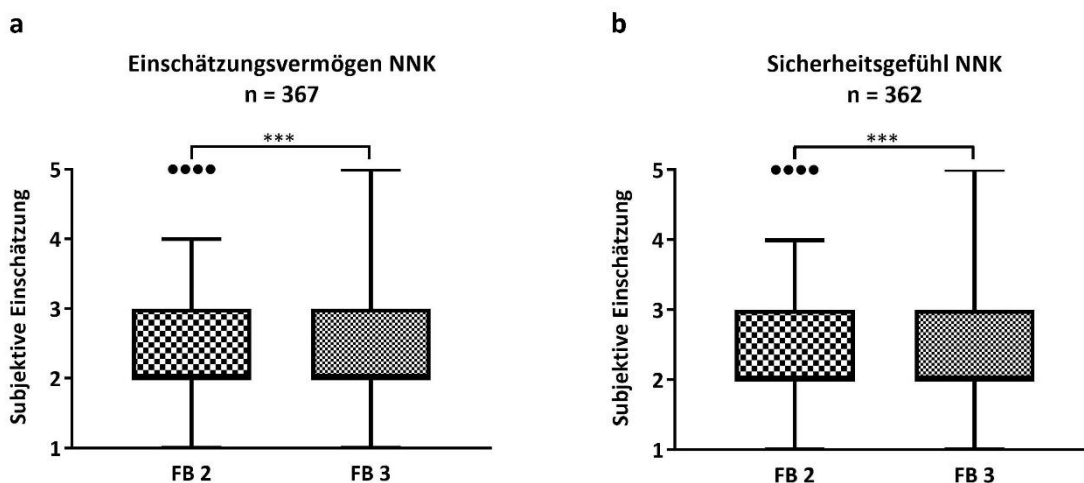 a
Einschätzungsvermögen NNK
n = 367
***
Subjektive Einschätzung
5
4
3
2
1
FB 2 FB 3
b
Sicherheitsgefühl NNK
n = 362
***
Subjektive Einschätzung
5
4
3
2
1
FB 2 FB 3